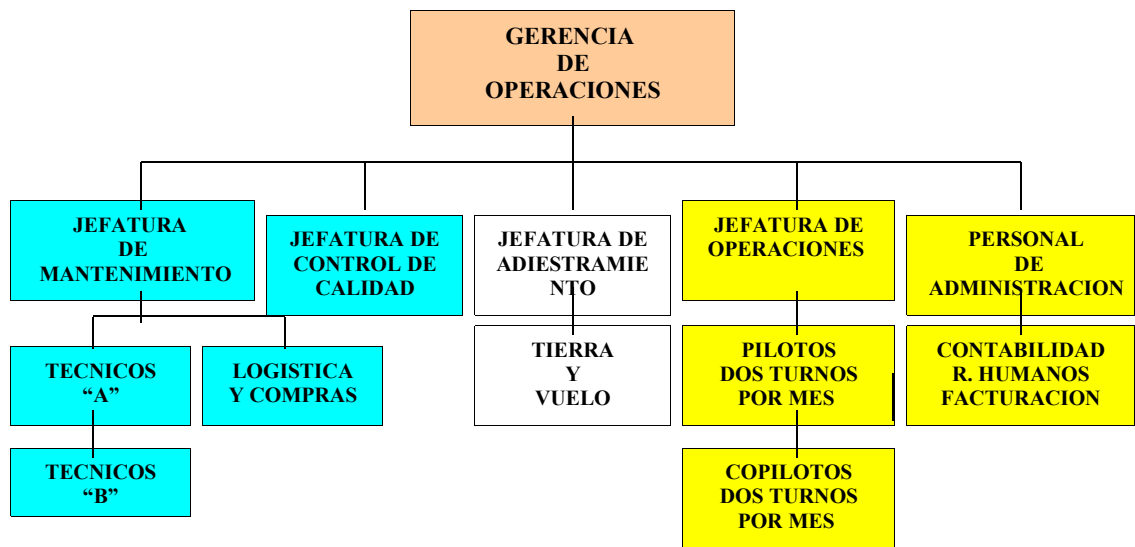 GERENCIA
DE
OPERACIONES
JEFATURA
DE
MANTENIMIENTO
JEFATURA DE
CONTROL DE
CALIDAD
JEFATURA DE
ADIESTRAMIE
NTO
JEFATURA DE
OPERACIONES
PERSONAL
DE
ADMINISTRACION
TECNICOS
“A”
LOGISTICA
Y COMPRAS
TIERRA
Y
VUELO
PILOTOS
DOS TURNOS
POR MES
CONTABILIDAD
R. HUMANOS
FACTURACION
TECNICOS
“B”
COPILOTOS
DOS TURNOS
POR MES